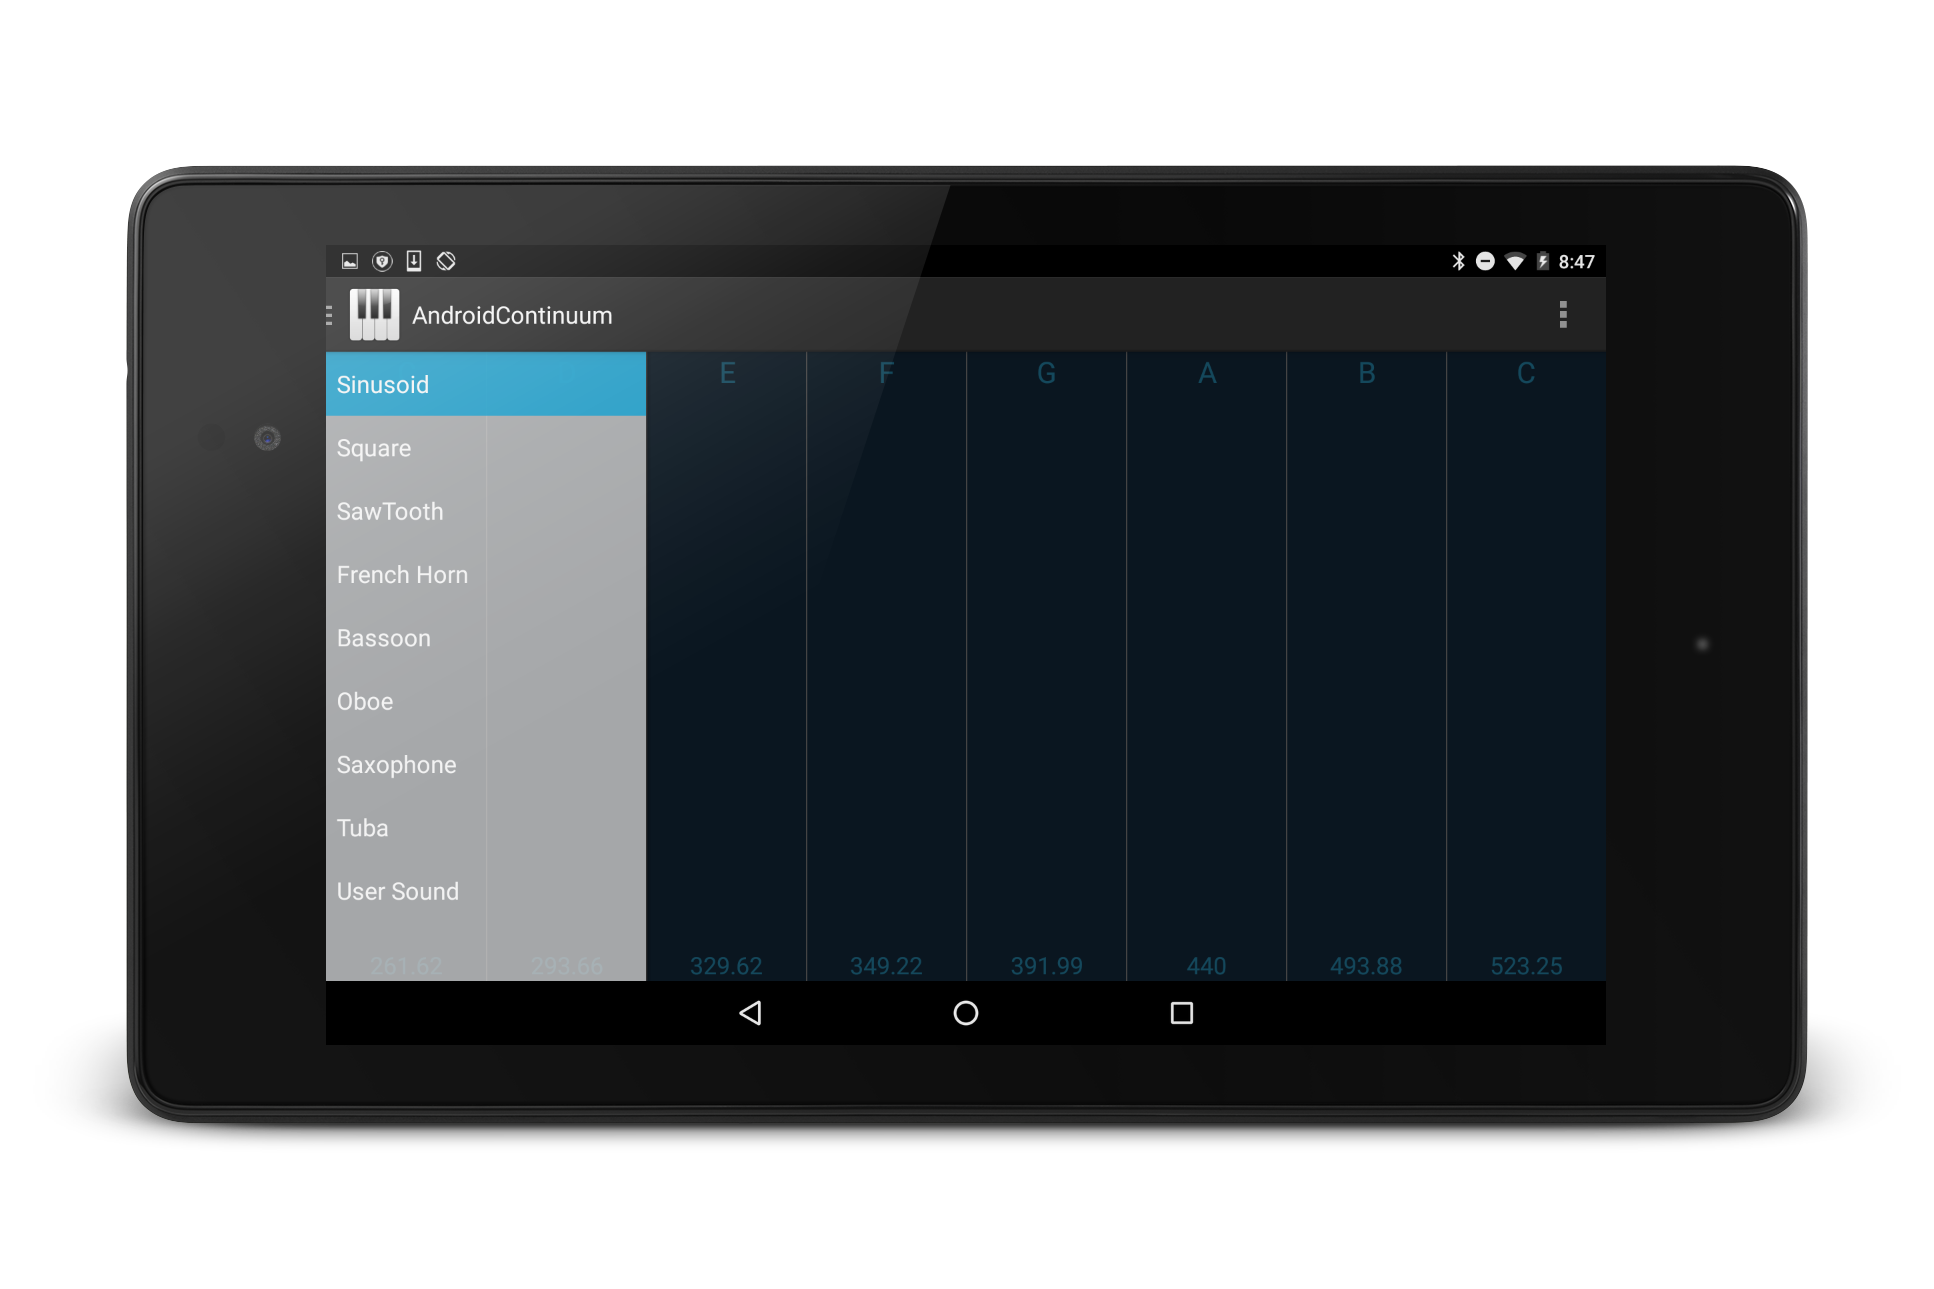 8:47
AndroidContinuum
Sinusoid
E F G A B C
Square
SawTooth
French Horn
Bassoon
Oboe
Saxophone
Tuba
User Sound
261.62 293.66 329.62 349.22 391.99 440 493.88 523.25